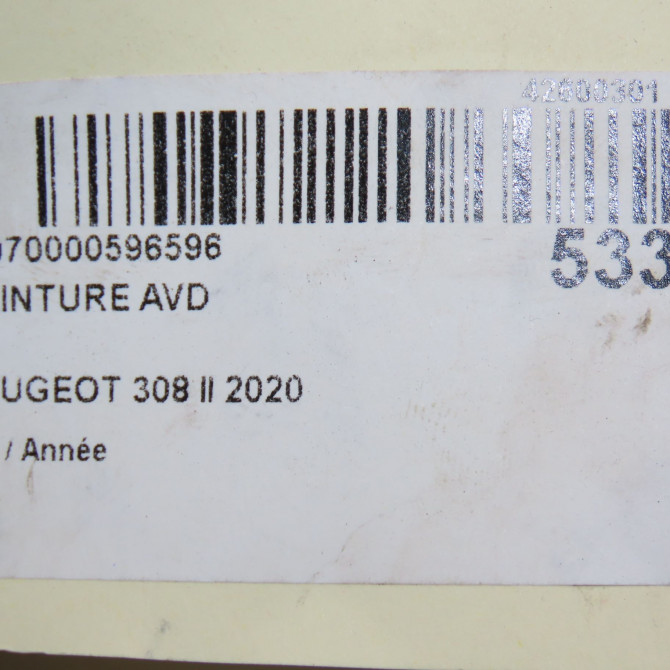 42600301
070000596596
533
INTURE AVD
UGEOT 308 II 2020
/ Année